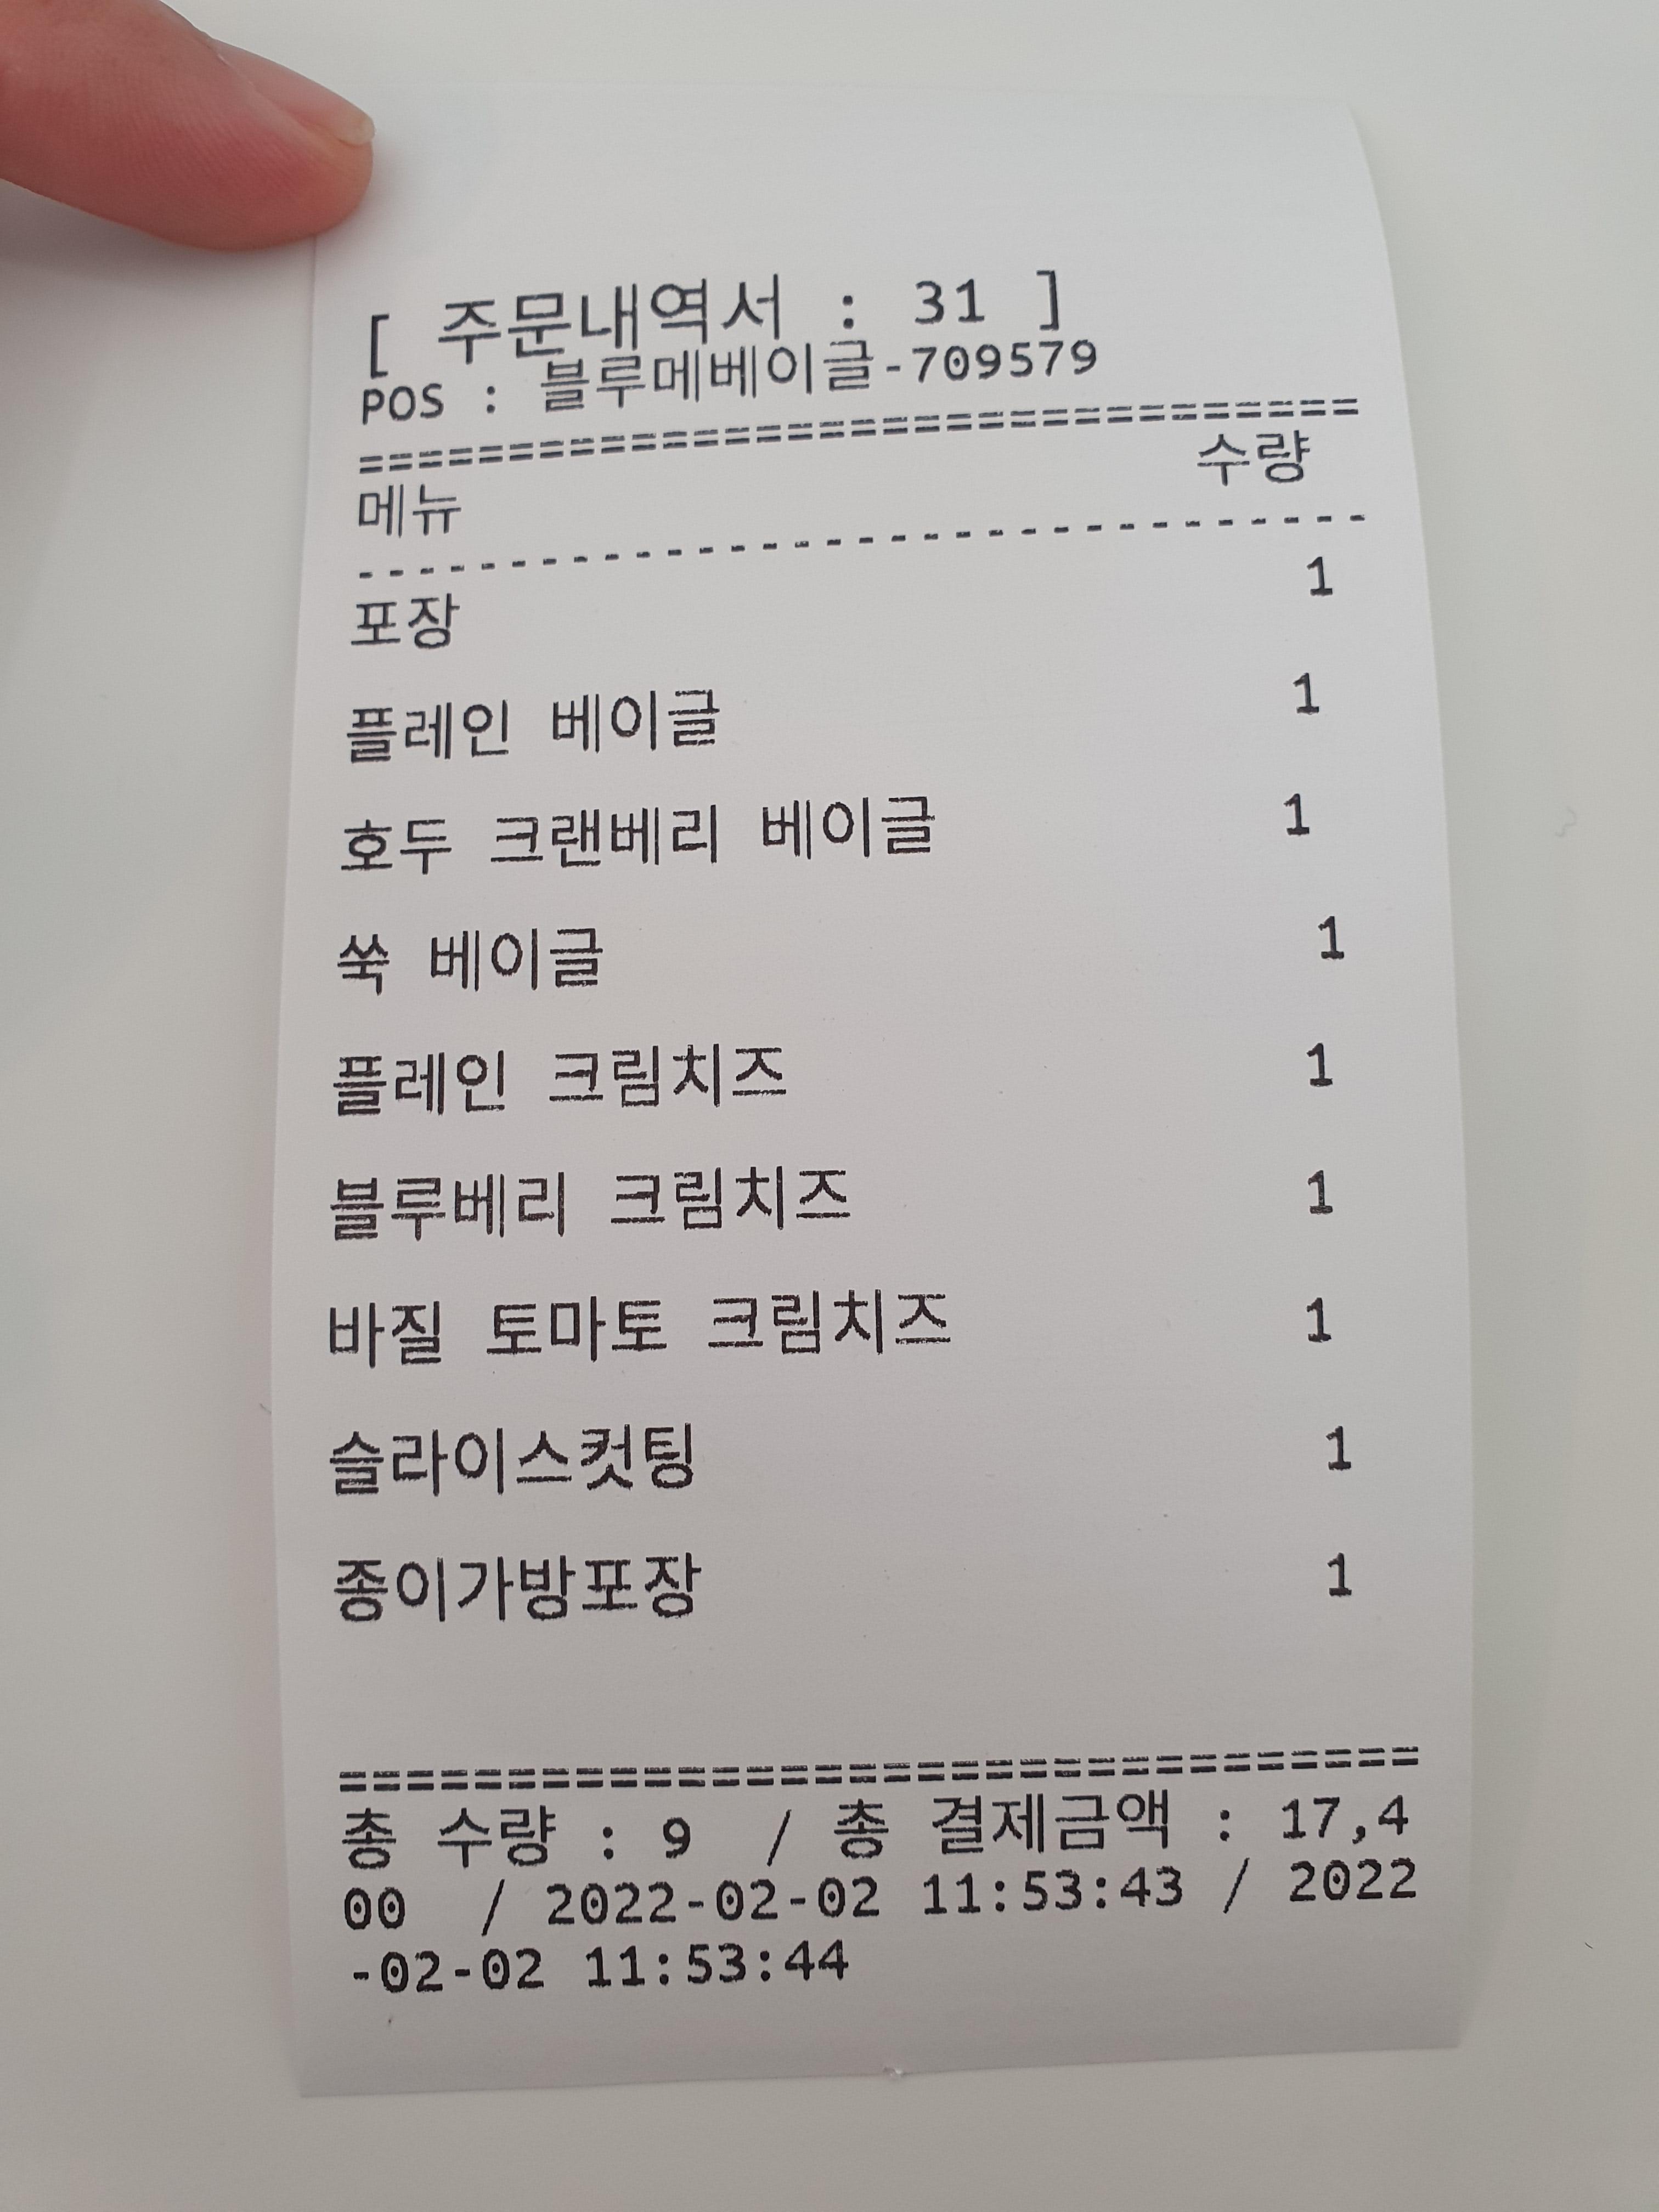 [ 주문내역서 : 31 ]
POS : 블루메베이글-709579
=================================
메뉴 수량
---------------------------------
포장 1
플레인 베이글 1
호두 크랜베리 베이글 1
쑥 베이글 1
플레인 크림치즈 1
블루베리 크림치즈 1
바질 토마토 크림치즈 1
슬라이스컷팅 1
종이가방포장 1
=================================
총 수량 : 9 / 총 결제금액 : 17,4
00 / 2022-02-02 11:53:43 / 2022
-02-02 11:53:44